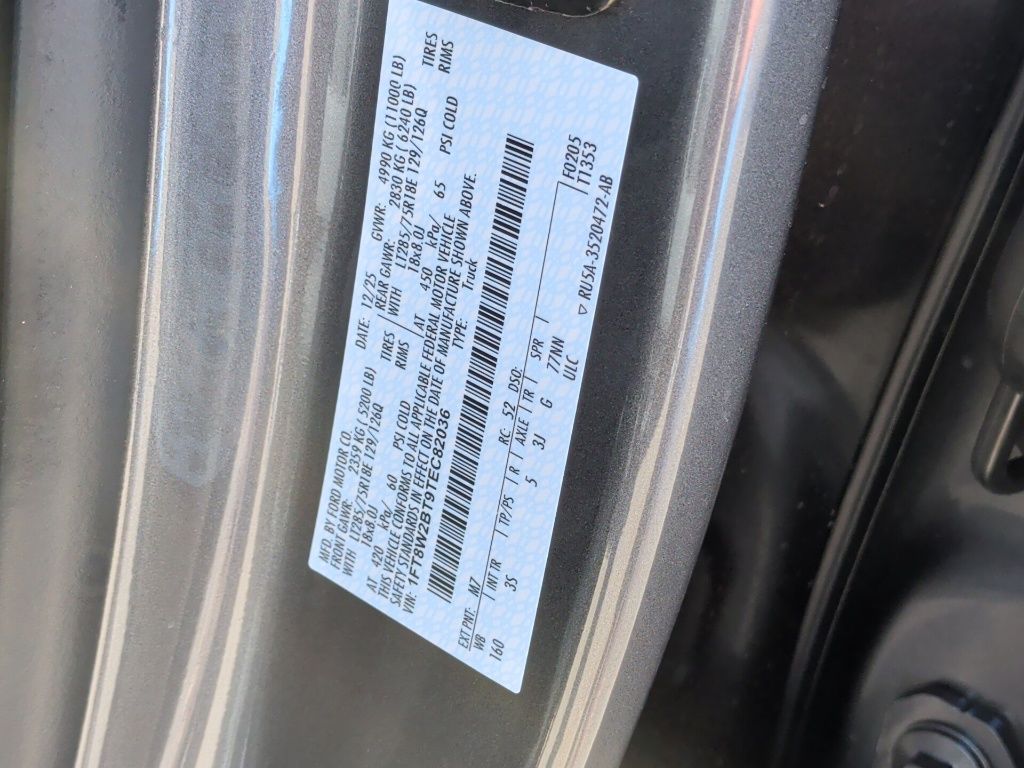 MFD. BY FORD MOTOR CO.
DATE: 12/25 GVWR: 4990 KG (11000 LB)
FRONT GAWR: 2359 KG ( 5200 LB) REAR GAWR: 2830 KG ( 6240 LB)
WITH LT285/75R18E 129/126Q TIRES WITH LT285/75R18E 129/126Q TIRES
18x8.0J RIMS 18x8.0J RIMS
AT 420 kPa/ 60 PSI COLD AT 450 kPa/ 65 PSI COLD
THIS VEHICLE CONFORMS TO ALL APPLICABLE FEDERAL MOTOR VEHICLE
SAFETY STANDARDS IN EFFECT ON THE DATE OF MANUFACTURE SHOWN ABOVE.
VIN: 1FT8W2BT9TEC82036 TYPE: Truck
EXT PNT: M7 RC: 52 DSO: F0205
WB INT TR TP/PS R AXLE TR SPR T1353
160 3S 5 3J G 77NN
ULC
RU5A-3520472-AB